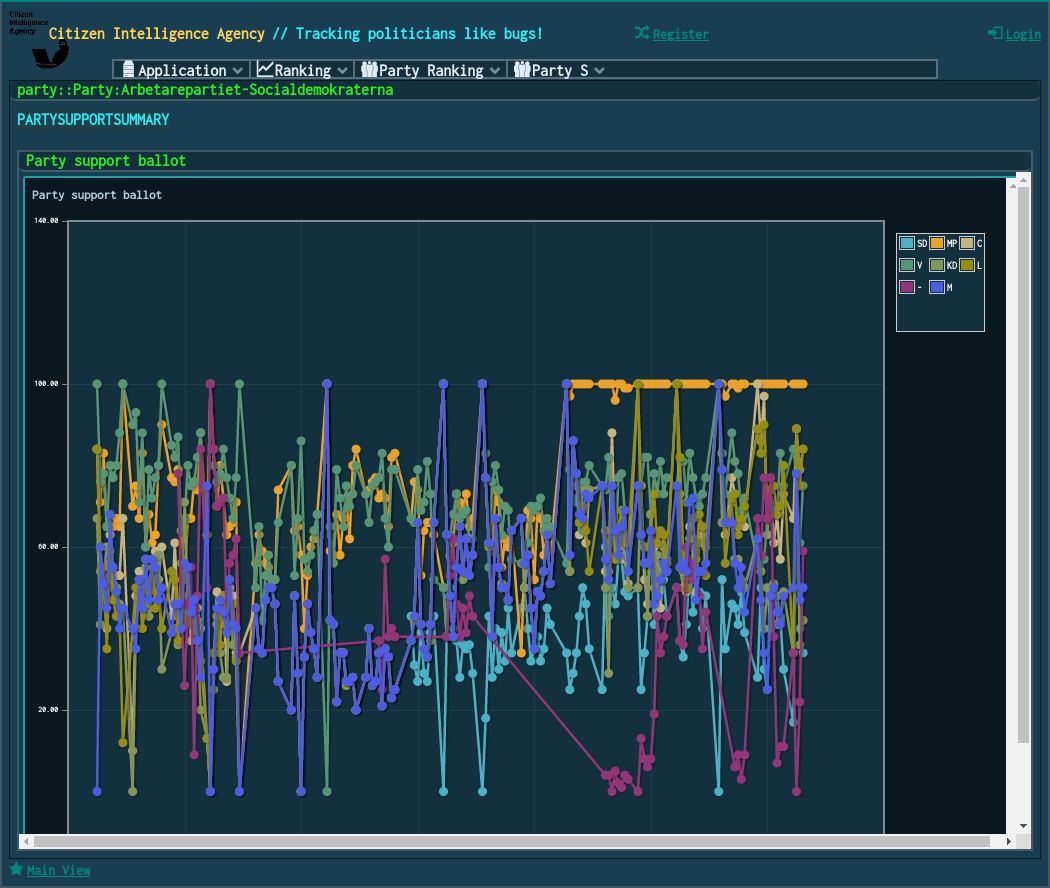 Citizen
Intelligence
Agency
Citizen Intelligence Agency // Tracking politicians like bugs!
Register
Login
Application
Ranking
Party Ranking
Party S
party::Party:Arbetarepartiet-Socialdemokraterna
PARTYSUPPORTSUMMARY
Party support ballot
Party support ballot
140.00
100.00
60.00
20.00
SD MP C
V KD L
- M
Main View